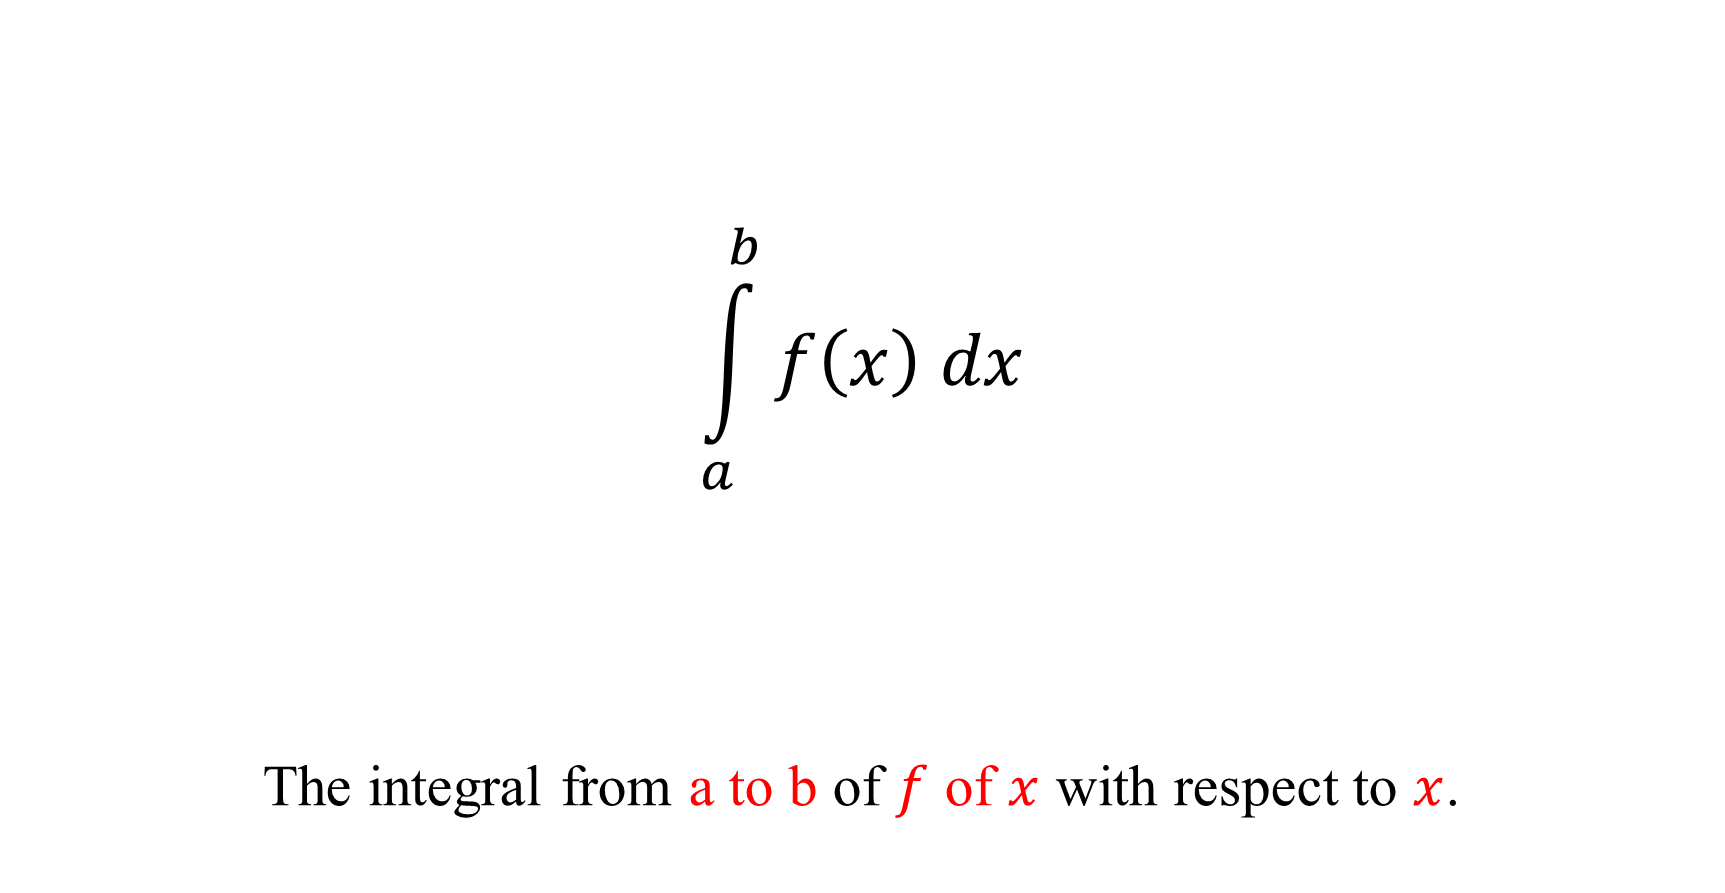 b
∫ f(x) dx
a
The integral from a to b of f of x with respect to x.